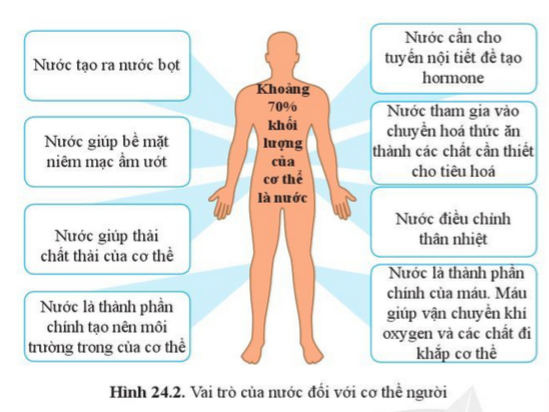 Nước tạo ra nước bọt
Nước giúp bề mặt
niêm mạc ẩm ướt
Nước giúp thải
chất thải của cơ thể
Nước là thành phần
chính tạo nên môi
trường trong của cơ thể
Khoảng
70%
khối
lượng
của
cơ thể
là nước
Nước cần cho
tuyến nội tiết để tạo
hormone
Nước tham gia vào
chuyển hoá thức ăn
thành các chất cần thiết
cho tiêu hoá
Nước điều chỉnh
thân nhiệt
Nước là thành phần
chính của máu. Máu
giúp vận chuyển khí
oxygen và các chất đi
khắp cơ thể
Hình 24.2. Vai trò của nước đối với cơ thể người